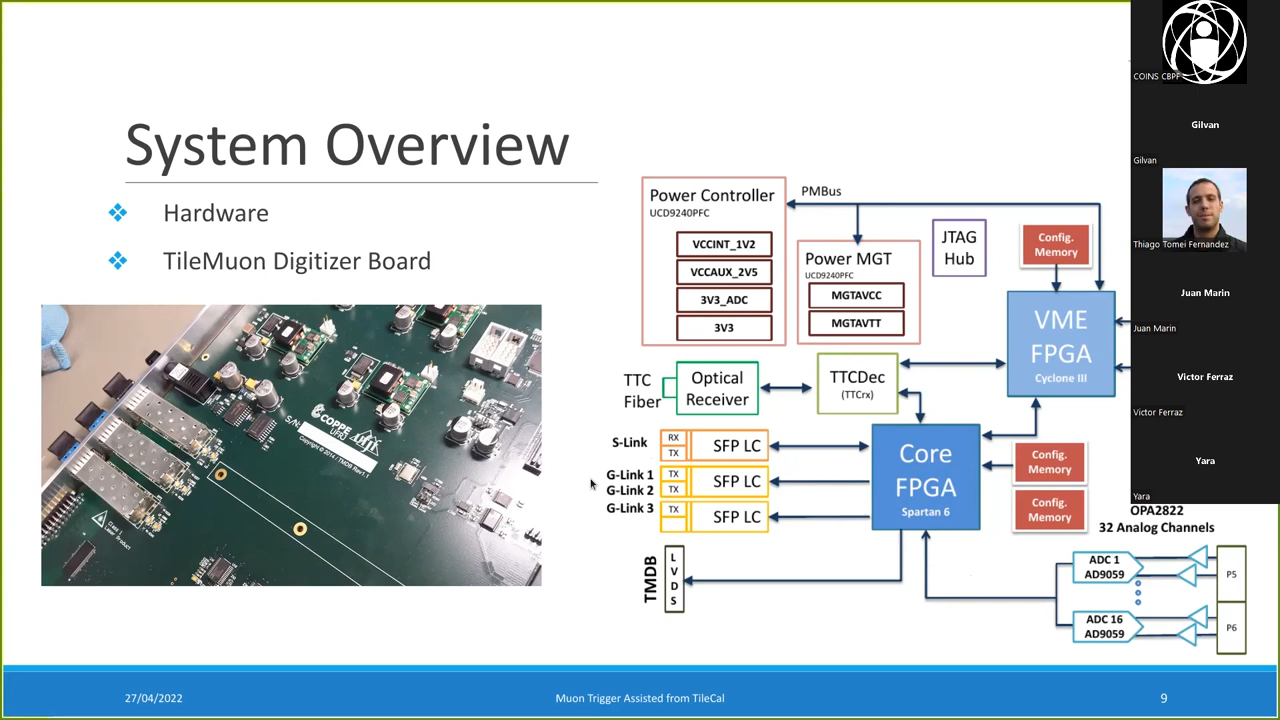 System Overview
Hardware
TileMuon Digitizer Board
COPPE
UFRJ
S/N:
Power Controller
UCD9240PFC
VCCINT_1V2
VCCAUX_2V5
3V3_ADC
3V3
PMBus
Power MGT
UCD9240PFC
MGTAVCC
MGTAVTT
JTAG
Hub
Config.
Memory
VME
FPGA
Cyclone III
TTC
Fiber
Optical
Receiver
TTCDec
(TTCrx)
S-Link
RX
TX
SFP LC
G-Link 1
G-Link 2
TX
TX
SFP LC
G-Link 3
TX
SFP LC
Core
FPGA
Spartan 6
Config.
Memory
Config.
Memory
TMDB
L
V
D
S
OPA2822
32 Analog Channels
ADC 1
AD9059
P5
ADC 16
AD9059
P6
COINS CBPF
Gilvan
Gilvan
Thiago Tomei Fernandez
Juan Marin
Juan Marin
Victor Ferraz
Victor Ferraz
Yara
Yara
27/04/2022
Muon Trigger Assisted from TileCal
9